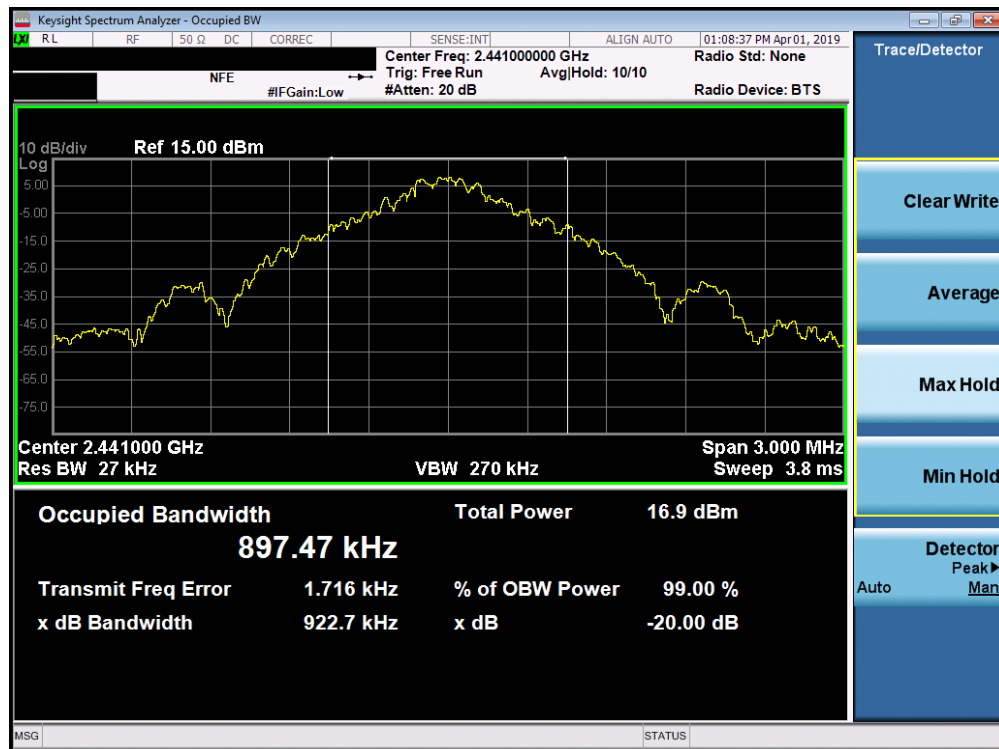 Keysight Spectrum Analyzer - Occupied BW
LXI RL RF 50 Ω DC CORREC SENSE:INT ALIGN AUTO 01:08:37 PM Apr 01, 2019
Center Freq: 2.441000000 GHz Radio Std: None
NFE Trig: Free Run Avg|Hold: 10/10
#IFGain:Low #Atten: 20 dB Radio Device: BTS
10 dB/div Ref 15.00 dBm
Log
5.00
-5.00
-15.0
-25.0
-35.0
-45.0
-55.0
-65.0
-75.0
Center 2.441000 GHz Span 3.000 MHz
Res BW 27 kHz VBW 270 kHz Sweep 3.8 ms
Occupied Bandwidth Total Power 16.9 dBm
897.47 kHz
Transmit Freq Error 1.716 kHz % of OBW Power 99.00 %
x dB Bandwidth 922.7 kHz x dB -20.00 dB
MSG STATUS
Trace/Detector
Clear Write
Average
Max Hold
Min Hold
Detector
Peak▶
Auto Man